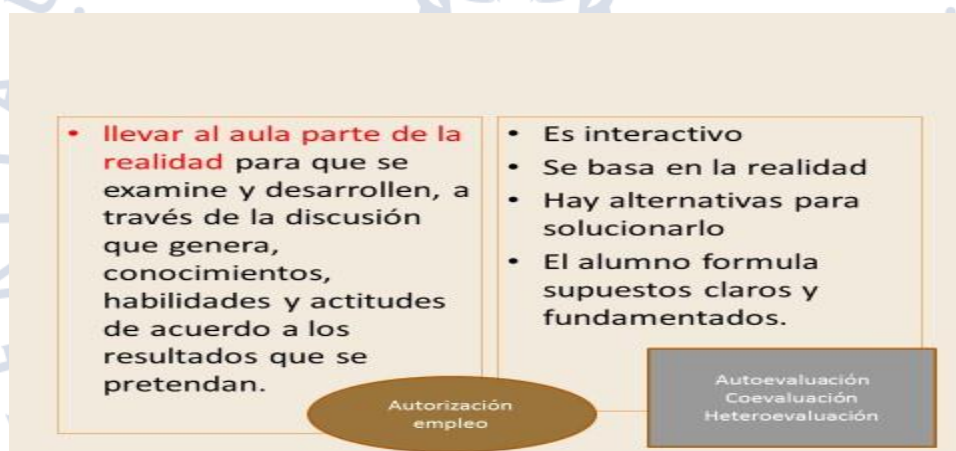 • llevar al aula parte de la
realidad para que se
examine y desarrollen, a
través de la discusión
que genera,
conocimientos,
habilidades y actitudes
de acuerdo a los
resultados que se
pretendan.
• Es interactivo
• Se basa en la realidad
• Hay alternativas para
solucionarlo
• El alumno formula
supuestos claros y
fundamentados.
Autorización
empleo
Autoevaluación
Coevaluación
Heteroevaluación